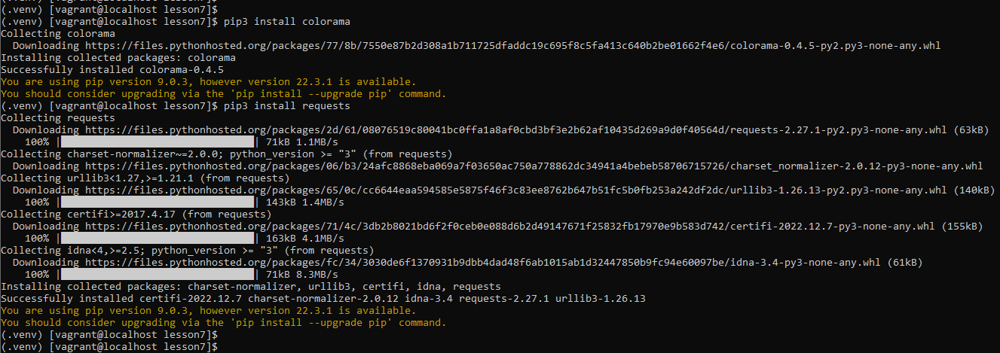 (.venv) [vagrant@localhost lesson7]$
(.venv) [vagrant@localhost lesson7]$
(.venv) [vagrant@localhost lesson7]$ pip3 install colorama
Collecting colorama
  Downloading https://files.pythonhosted.org/packages/77/8b/7550e87b2d308a1b711725dfaddc19c695f8c5fa413c640b2be01662f4e6/colorama-0.4.5-py2.py3-none-any.whl
Installing collected packages: colorama
Successfully installed colorama-0.4.5
You are using pip version 9.0.3, however version 22.3.1 is available.
You should consider upgrading via the 'pip install --upgrade pip' command.
(.venv) [vagrant@localhost lesson7]$ pip3 install requests
Collecting requests
  Downloading https://files.pythonhosted.org/packages/2d/61/08076519c80041bc0ffa1a8af0cbd3bf3e2b62af10435d269a9d0f40564d/requests-2.27.1-py2.py3-none-any.whl (63kB)
    100% |████████████████████████████████| 71kB 1.1MB/s
Collecting charset-normalizer~=2.0.0; python_version >= "3" (from requests)
  Downloading https://files.pythonhosted.org/packages/06/b3/24afc8868eba069a7f03650ac750a778862dc34941a4bebeb58706715726/charset_normalizer-2.0.12-py3-none-any.whl
Collecting urllib3<1.27,>=1.21.1 (from requests)
  Downloading https://files.pythonhosted.org/packages/65/0c/cc6644eaa594585e5875f46f3c83ee8762b647b51fc5b0fb253a242df2dc/urllib3-1.26.13-py2.py3-none-any.whl (140kB)
    100% |████████████████████████████████| 143kB 1.4MB/s
Collecting certifi>=2017.4.17 (from requests)
  Downloading https://files.pythonhosted.org/packages/71/4c/3db2b8021bd6f2f0ceb0e088d6b2d49147671f25832fb17970e9b583d742/certifi-2022.12.7-py3-none-any.whl (155kB)
    100% |████████████████████████████████| 163kB 4.1MB/s
Collecting idna<4,>=2.5; python_version >= "3" (from requests)
  Downloading https://files.pythonhosted.org/packages/fc/34/3030de6f1370931b9dbb4dad48f6ab1015ab1d32447850b9fc94e60097be/idna-3.4-py3-none-any.whl (61kB)
    100% |████████████████████████████████| 71kB 8.3MB/s
Installing collected packages: charset-normalizer, urllib3, certifi, idna, requests
Successfully installed certifi-2022.12.7 charset-normalizer-2.0.12 idna-3.4 requests-2.27.1 urllib3-1.26.13
You are using pip version 9.0.3, however version 22.3.1 is available.
You should consider upgrading via the 'pip install --upgrade pip' command.
(.venv) [vagrant@localhost lesson7]$
(.venv) [vagrant@localhost lesson7]$